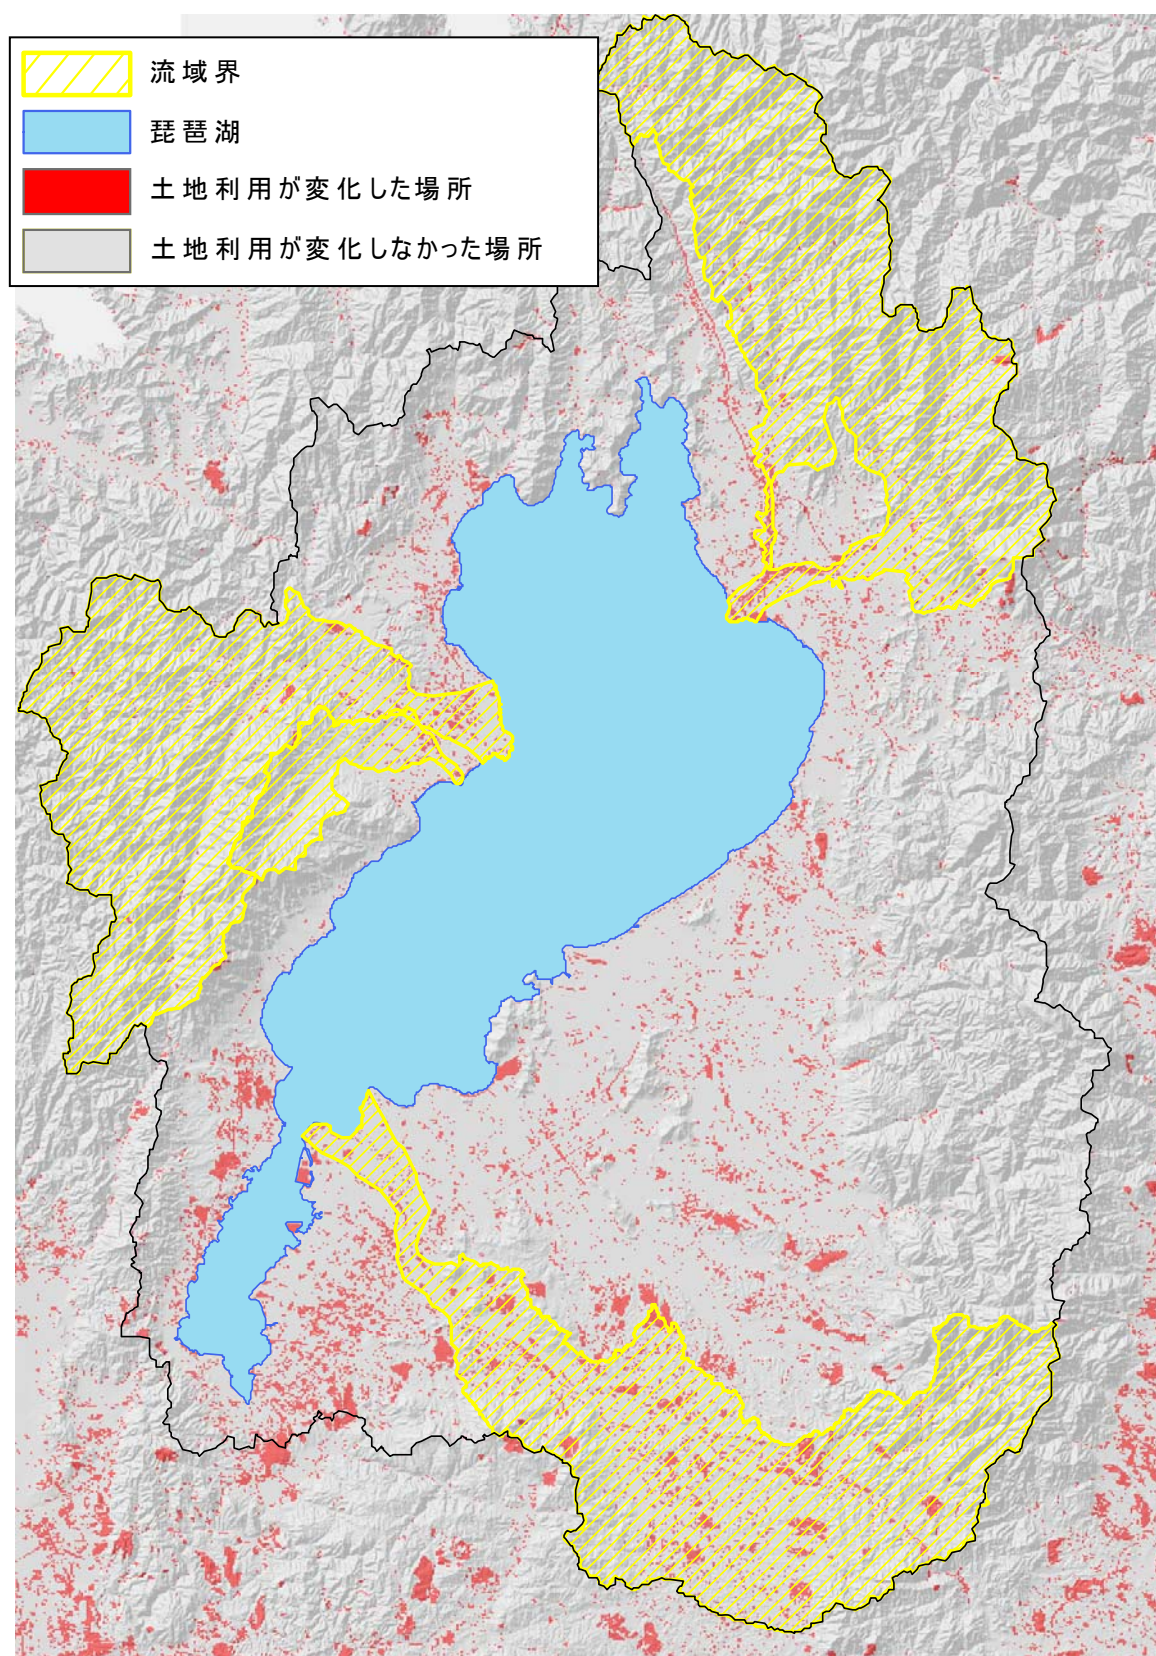 流域界
琵琶湖
土地利用が変化した場所
土地利用が変化しなかった場所